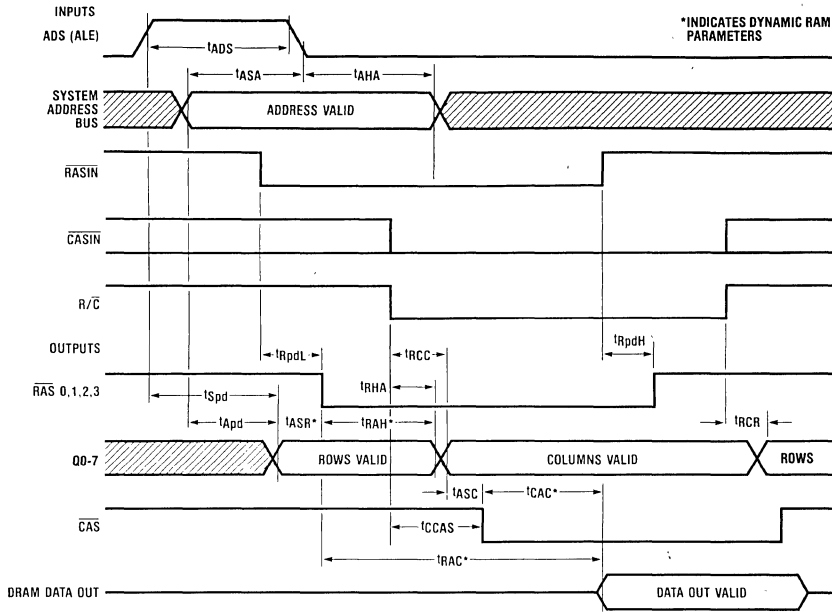 INPUTS
ADS (ALE)
*INDICATES DYNAMIC RAM
PARAMETERS
tADS
tASA
tAHA
SYSTEM
ADDRESS
BUS
ADDRESS VALID
RASIN
CASIN
R/C
OUTPUTS
tRpdL
tRCC
tRpdH
RAS 0,1,2,3
tSpd
tRHA
tApd
tASR*
tRAH*
tRCR
Q0-7
ROWS VALID
COLUMNS VALID
ROWS
tASC
tCAC*
CAS
tCCAS
tRAC*
DRAM DATA OUT
DATA OUT VALID